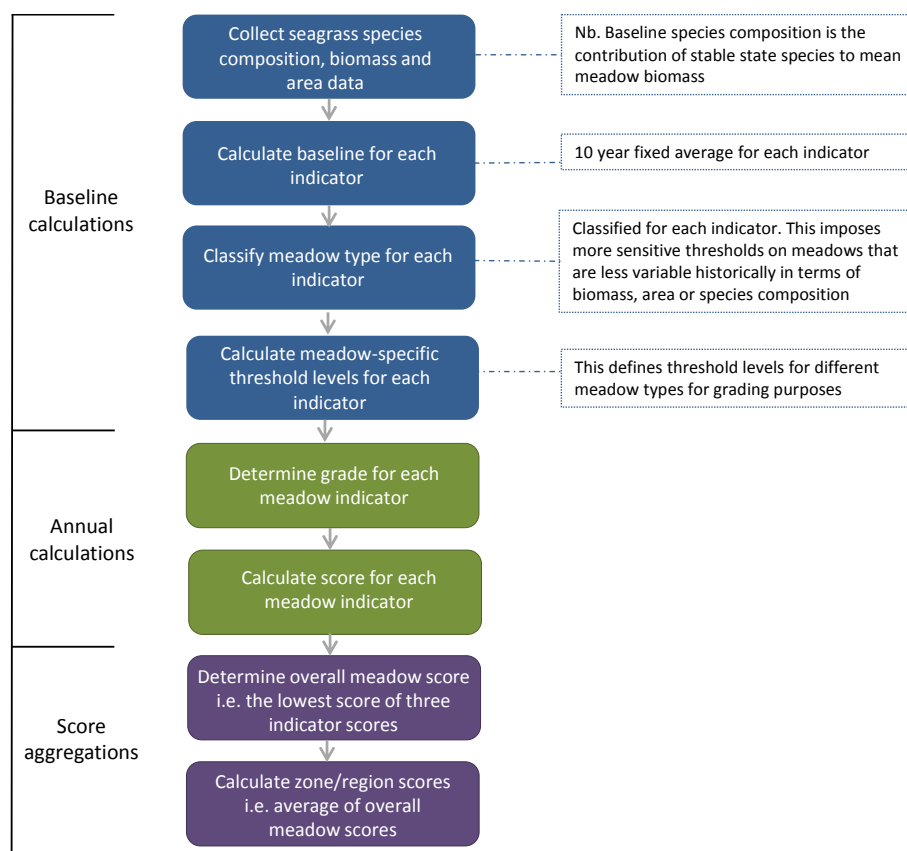 Collect seagrass species
composition, biomass and
area data
Nb. Baseline species composition is the
contribution of stable state species to mean
meadow biomass
Calculate baseline for each
indicator
10 year fixed average for each indicator
Baseline
calculations
Classify meadow type for each
indicator
Classified for each indicator. This imposes
more sensitive thresholds on meadows that
are less variable historically in terms of
biomass, area or species composition
Calculate meadow-specific
threshold levels for each
indicator
This defines threshold levels for different
meadow types for grading purposes
Annual
calculations
Determine grade for each
meadow indicator
Calculate score for each
meadow indicator
Score
aggregations
Determine overall meadow score
i.e. the lowest score of three
indicator scores
Calculate zone/region scores
i.e. average of overall
meadow scores